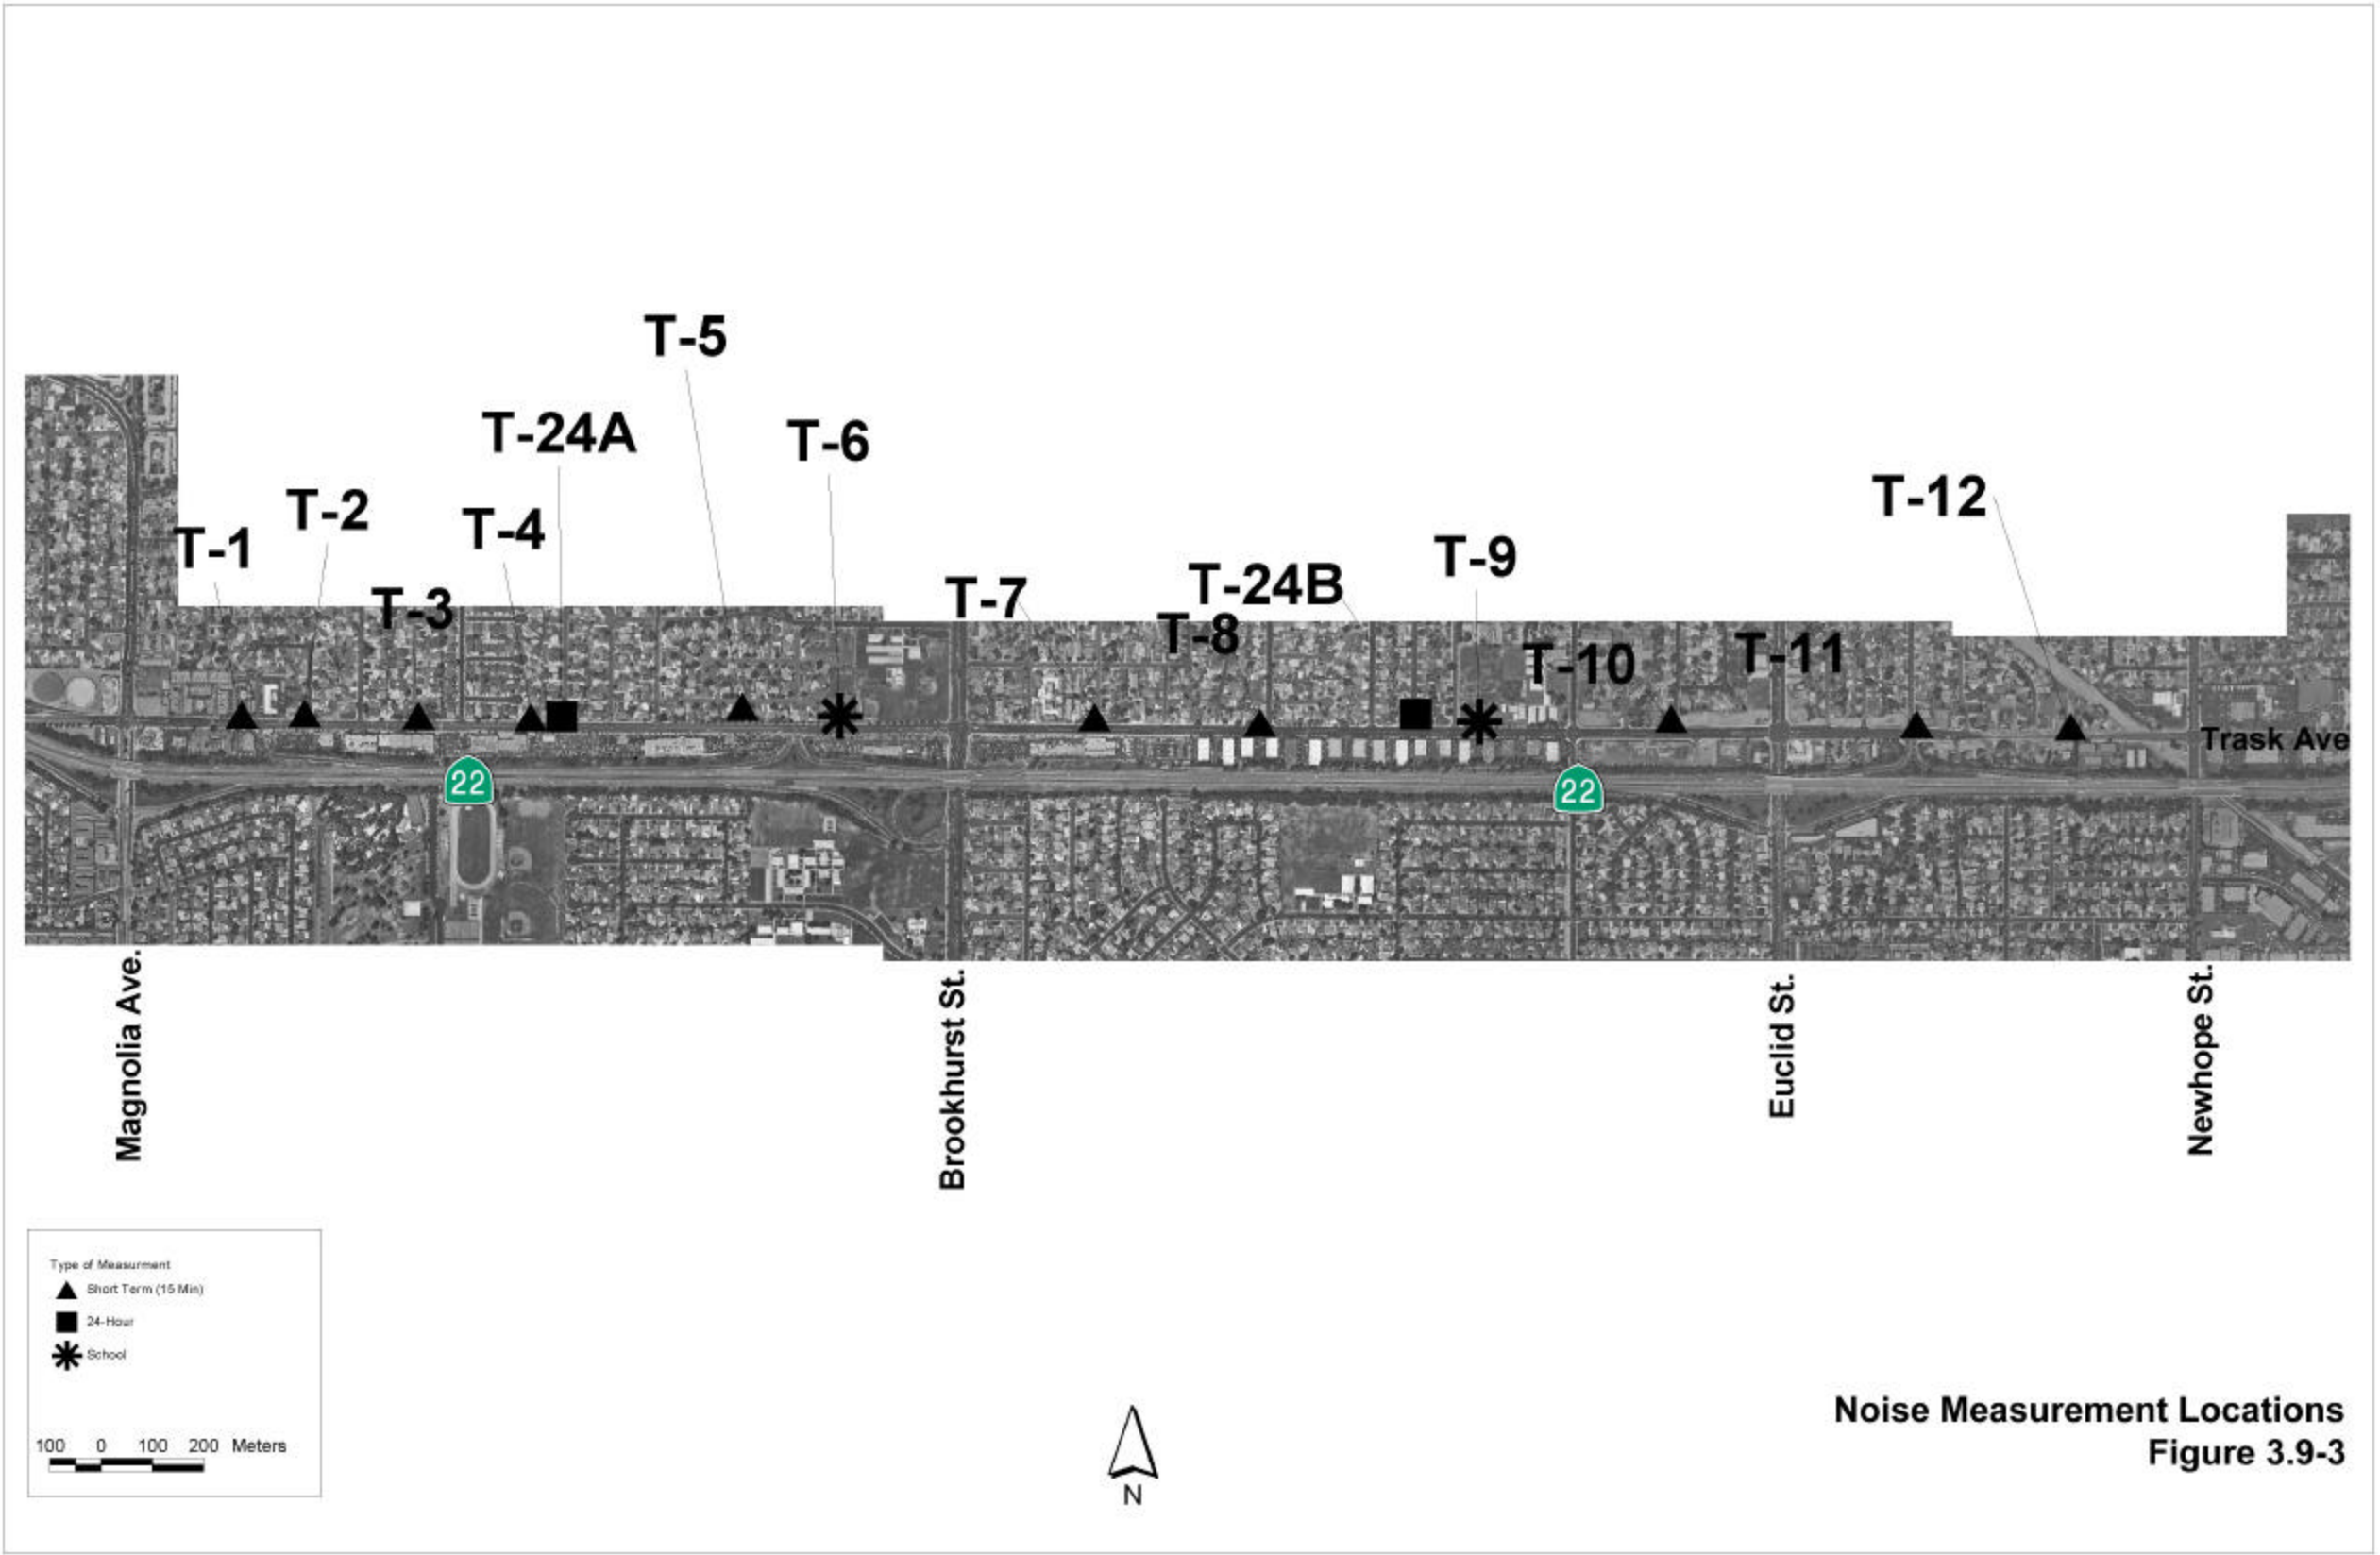 T-5
T-24A
T-6
T-2
T-12
T-4
T-1
T-9
T-24B
T-7
T-3
T-8
T-10
T-11
Trask Ave
22
22
Magnolia Ave.
Brookhurst St.
Euclid St.
Newhope St.
Type of Measurment
Short Term (15 Min)
24-Hour
School
100 0 100 200 Meters
N
Noise Measurement Locations
Figure 3.9-3